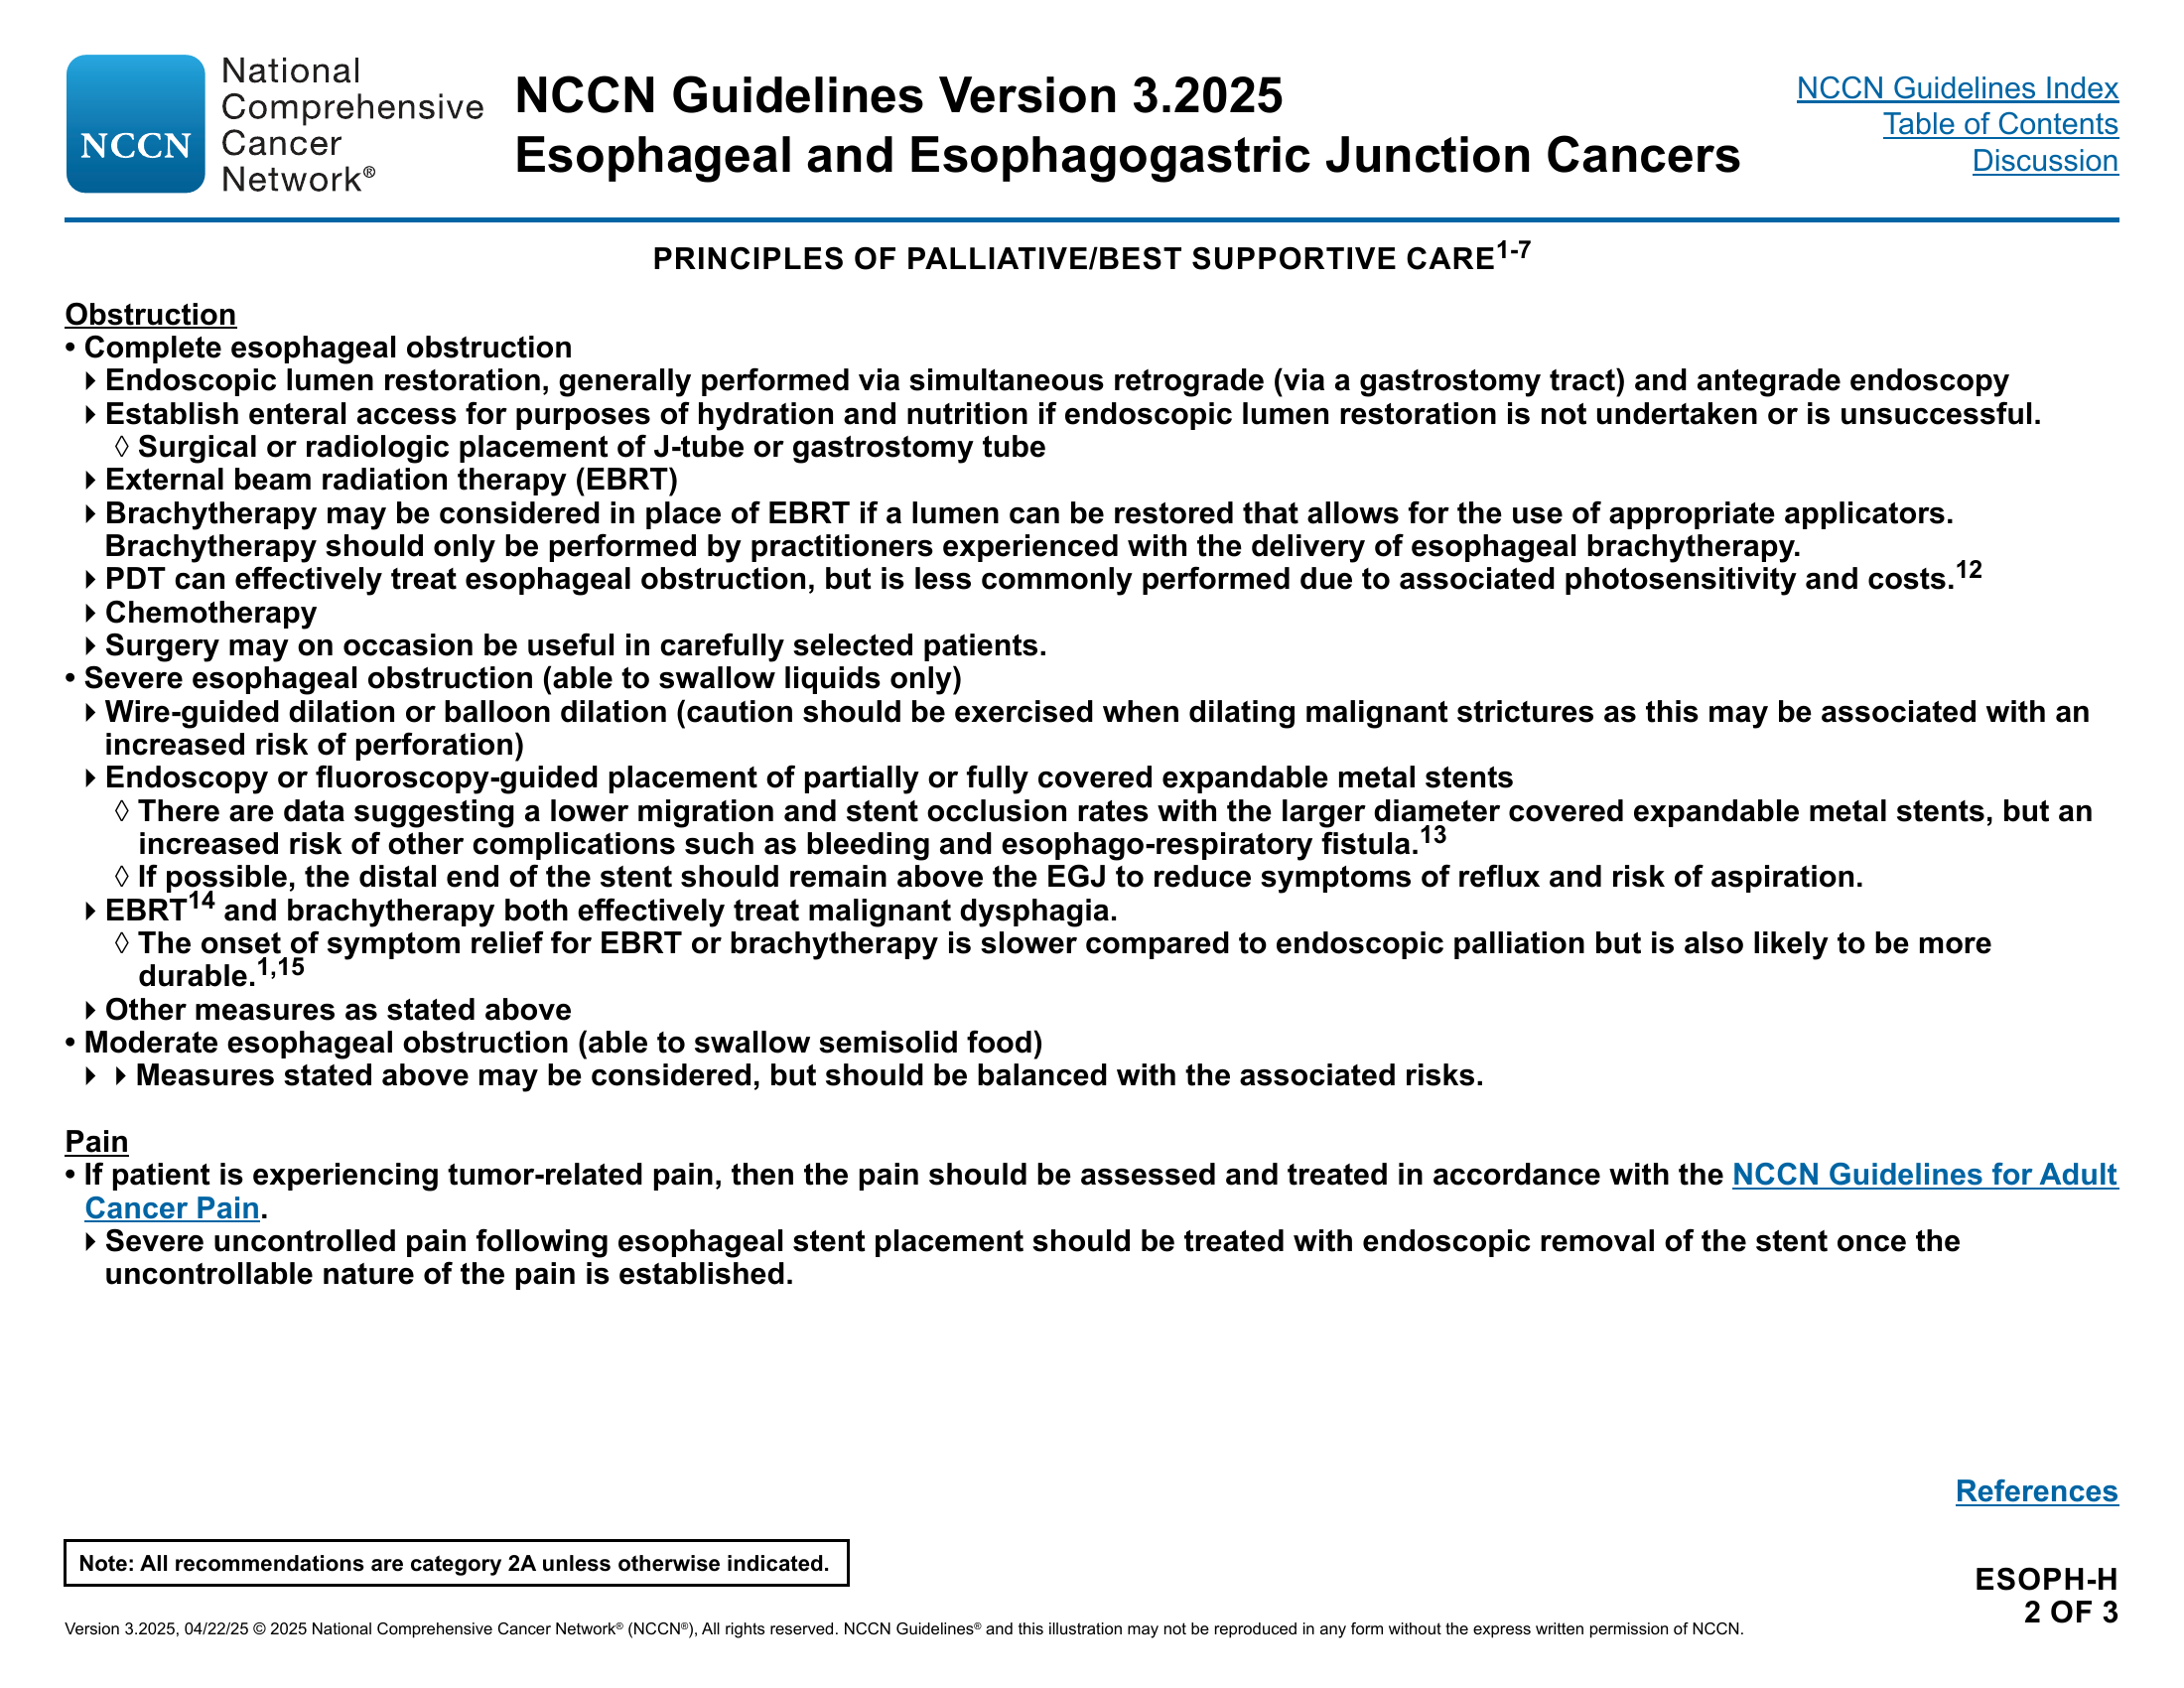 NCCN
National
Comprehensive
Cancer
Network®
NCCN Guidelines Version 3.2025
Esophageal and Esophagogastric Junction Cancers
NCCN Guidelines Index
Table of Contents
Discussion
PRINCIPLES OF PALLIATIVE/BEST SUPPORTIVE CARE1-7
Obstruction
• Complete esophageal obstruction
Endoscopic lumen restoration, generally performed via simultaneous retrograde (via a gastrostomy tract) and antegrade endoscopy
Establish enteral access for purposes of hydration and nutrition if endoscopic lumen restoration is not undertaken or is unsuccessful.
◊ Surgical or radiologic placement of J-tube or gastrostomy tube
External beam radiation therapy (EBRT)
Brachytherapy may be considered in place of EBRT if a lumen can be restored that allows for the use of appropriate applicators.
Brachytherapy should only be performed by practitioners experienced with the delivery of esophageal brachytherapy.
PDT can effectively treat esophageal obstruction, but is less commonly performed due to associated photosensitivity and costs.12
Chemotherapy
Surgery may on occasion be useful in carefully selected patients.
• Severe esophageal obstruction (able to swallow liquids only)
Wire-guided dilation or balloon dilation (caution should be exercised when dilating malignant strictures as this may be associated with an
increased risk of perforation)
Endoscopy or fluoroscopy-guided placement of partially or fully covered expandable metal stents
◊ There are data suggesting a lower migration and stent occlusion rates with the larger diameter covered expandable metal stents, but an
increased risk of other complications such as bleeding and esophago-respiratory fistula.13
◊ If possible, the distal end of the stent should remain above the EGJ to reduce symptoms of reflux and risk of aspiration.
EBRT14 and brachytherapy both effectively treat malignant dysphagia.
◊ The onset of symptom relief for EBRT or brachytherapy is slower compared to endoscopic palliation but is also likely to be more
durable.1,15
Other measures as stated above
• Moderate esophageal obstruction (able to swallow semisolid food)
Measures stated above may be considered, but should be balanced with the associated risks.
Pain
• If patient is experiencing tumor-related pain, then the pain should be assessed and treated in accordance with the NCCN Guidelines for Adult
Cancer Pain.
Severe uncontrolled pain following esophageal stent placement should be treated with endoscopic removal of the stent once the
uncontrollable nature of the pain is established.
References
Note: All recommendations are category 2A unless otherwise indicated.
ESOPH-H
2 OF 3
Version 3.2025, 04/22/25 © 2025 National Comprehensive Cancer Network® (NCCN®), All rights reserved. NCCN Guidelines® and this illustration may not be reproduced in any form without the express written permission of NCCN.